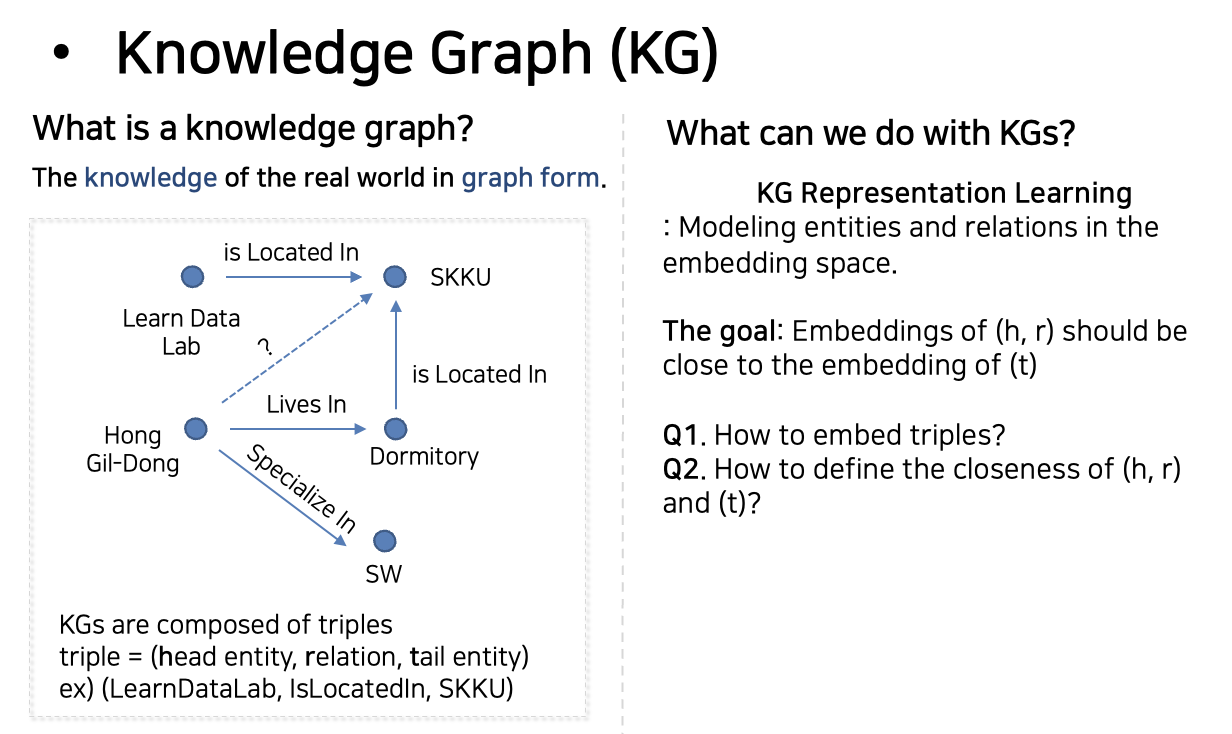 • Knowledge Graph (KG)
What is a knowledge graph?
The knowledge of the real world in graph form.
is Located In
SKKU
Learn Data
Lab
?
is Located In
Lives In
Hong
Gil-Dong
Dormitory
Specialize In
SW
KGs are composed of triples
triple = (head entity, relation, tail entity)
ex) (LearnDataLab, IsLocatedIn, SKKU)
What can we do with KGs?
KG Representation Learning
: Modeling entities and relations in the
embedding space.
The goal: Embeddings of (h, r) should be
close to the embedding of (t)
Q1. How to embed triples?
Q2. How to define the closeness of (h, r)
and (t)?